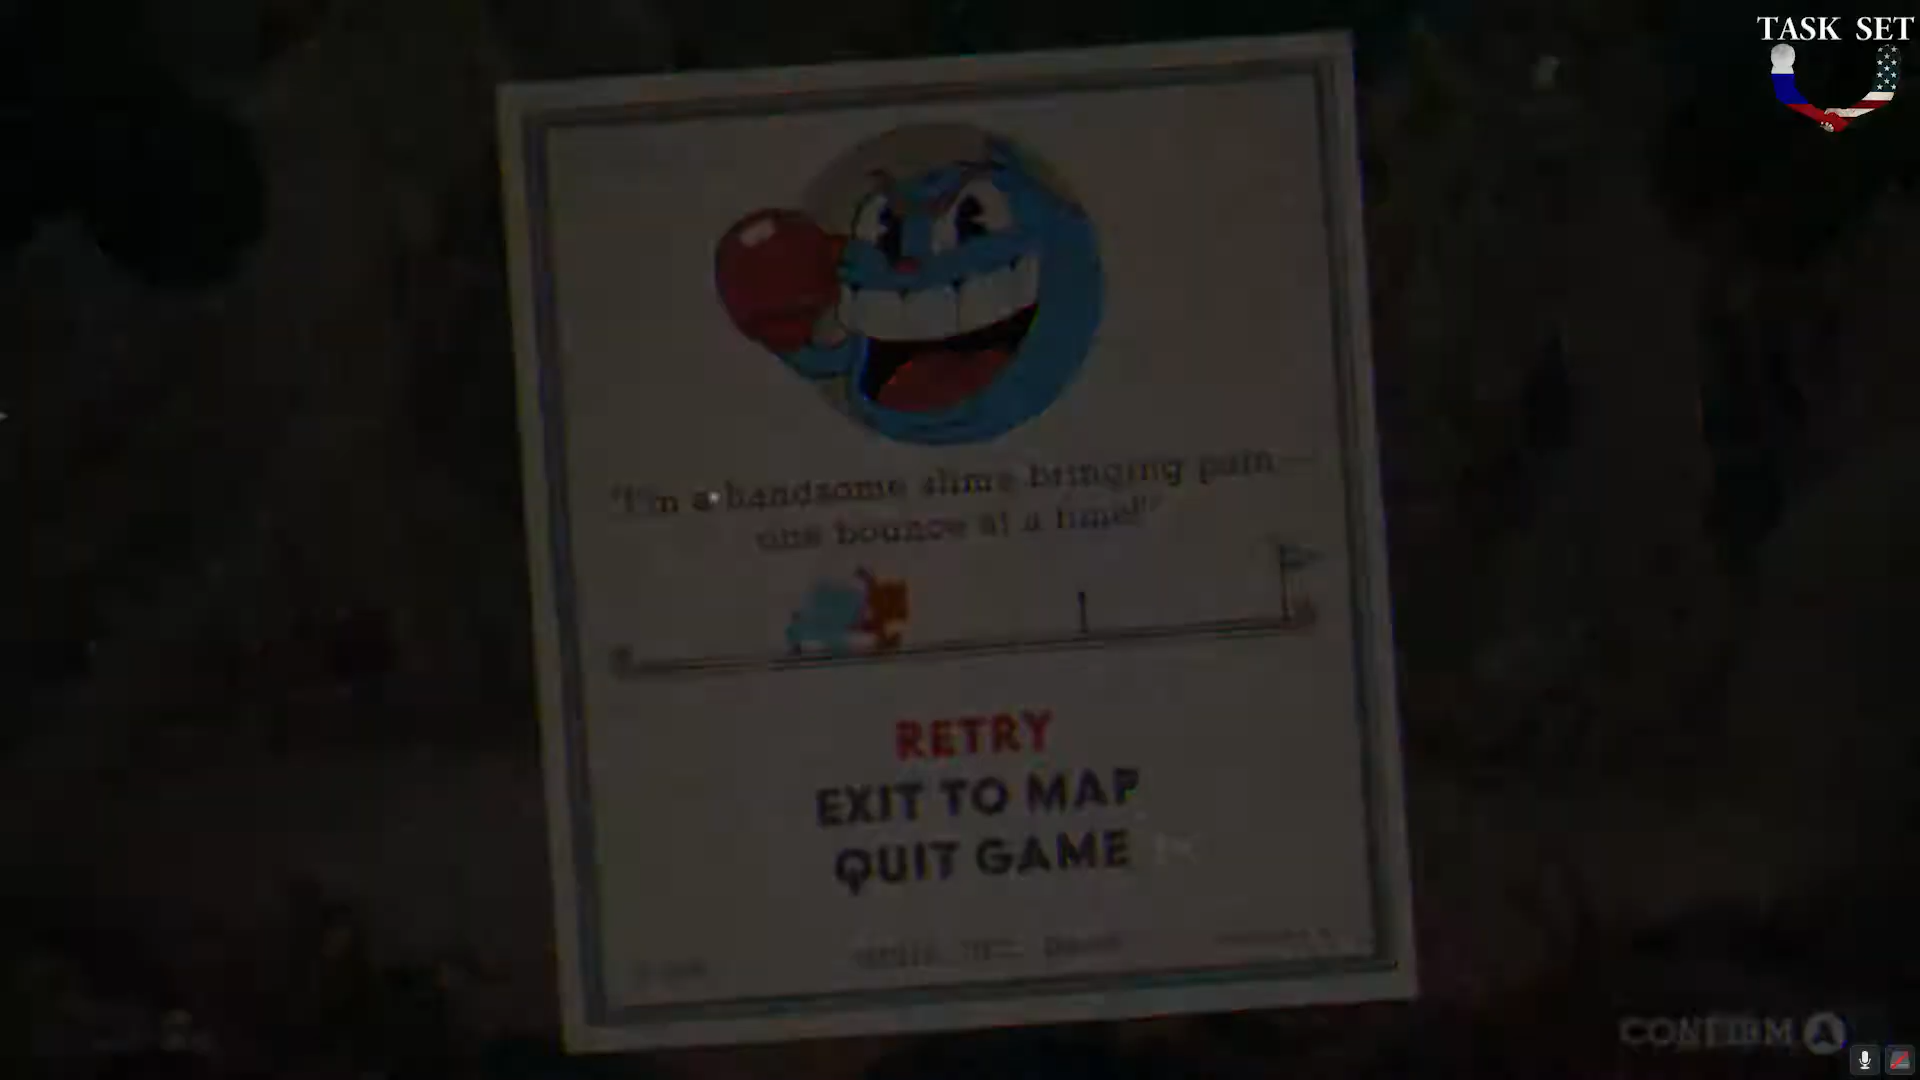 TASK SET
"I'm a handsome slime bringing pain—
one bounce at a time!"
RETRY
EXIT TO MAP
QUIT GAME
CONFIRM A